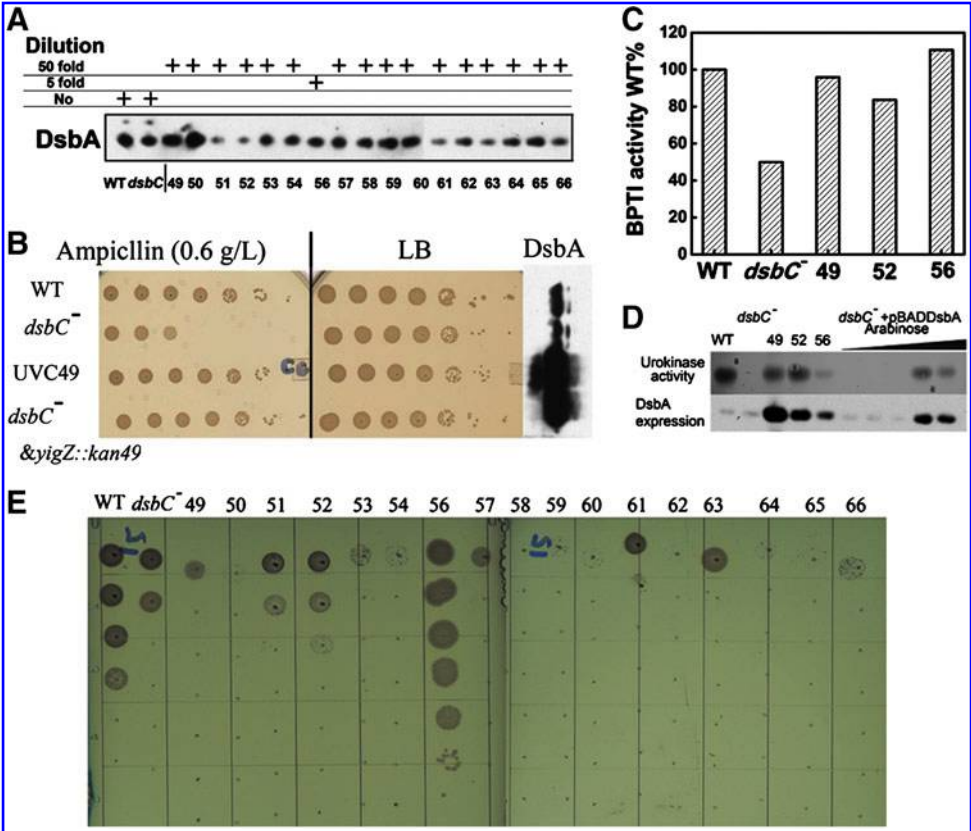 A
Dilution
50 fold + + + + + + + + + + + + + + + + +
5 fold +
No + +
DsbA
WT dsbC 49 50 51 52 53 54 56 57 58 59 60 61 62 63 64 65 66
B
Ampicllin (0.6 g/L) LB DsbA
WT
dsbC-
UVC49
dsbC-
&yigZ::kan49
C
BPTI activity WT%
120
100
80
60
40
20
0
WT dsbC- 49 52 56
D
dsbC- dsbC-+pBADDsbA
Arabinose
WT 49 52 56
Urokinase
activity
DsbA
expression
E
WT dsbC- 49 50 51 52 53 54 56 57 58 59 60 61 62 63 64 65 66